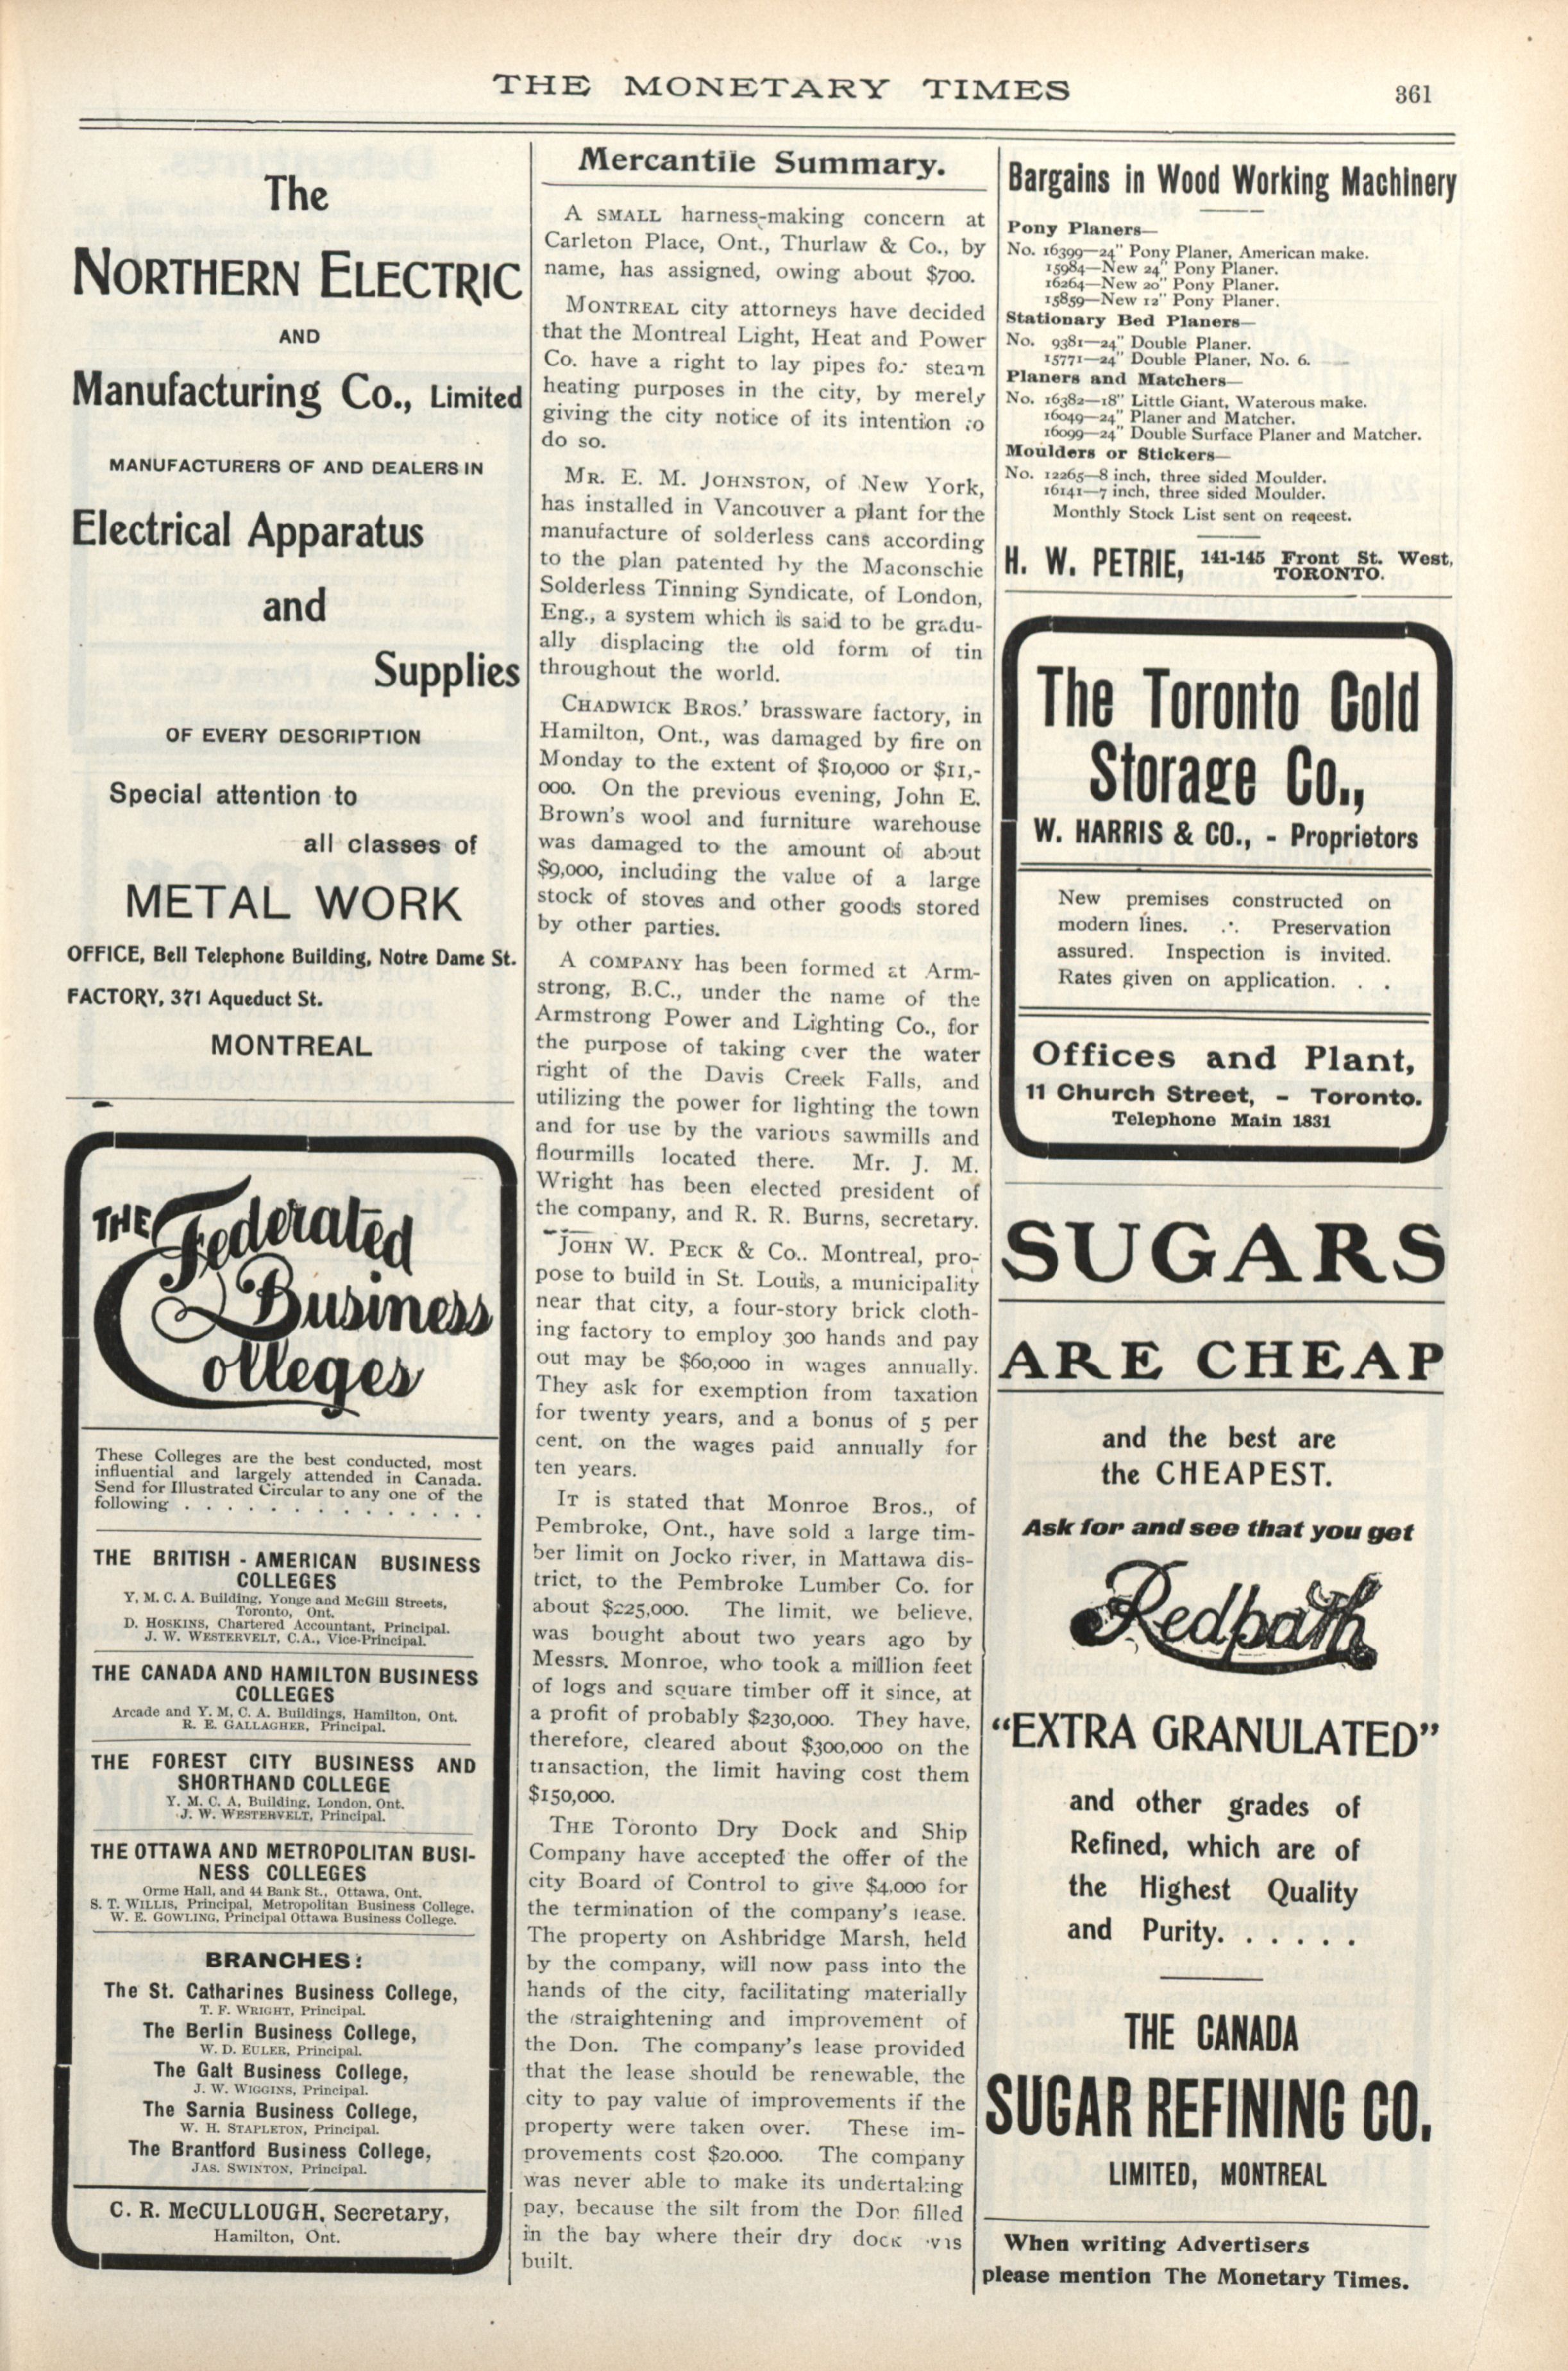 THE MONETARY TIMES
361
The
NORTHERN ELECTRIC
AND
Manufacturing Co., Limited
MANUFACTURERS OF AND DEALERS IN
Electrical Apparatus
and
Supplies
OF EVERY DESCRIPTION
Special attention to
all classes of
METAL WORK
OFFICE, Bell Telephone Building, Notre Dame St.
FACTORY, 371 Aqueduct St.
MONTREAL
THE Federated
Business
Colleges
These Colleges are the best conducted, most
influential and largely attended in Canada.
Send for Illustrated Circular to any one of the
following . . . . . . . . . . . .
THE BRITISH - AMERICAN BUSINESS
COLLEGES
Y. M. C. A. Building, Yonge and McGill Streets,
Toronto, Ont.
D. HOSKINS, Chartered Accountant, Principal.
J. W. WESTERVELT, C.A., Vice-Principal.
THE CANADA AND HAMILTON BUSINESS
COLLEGES
Arcade and Y. M. C. A. Buildings, Hamilton, Ont.
R. E. GALLAGHER, Principal.
THE FOREST CITY BUSINESS AND
SHORTHAND COLLEGE
Y. M. C. A, Building, London, Ont.
J. W. WESTERVELT, Principal.
THE OTTAWA AND METROPOLITAN BUSI-
NESS COLLEGES
Orme Hall, and 44 Bank St., Ottawa, Ont.
S. T. WILLIS, Principal, Metropolitan Business College.
W. E. GOWLING, Principal Ottawa Business College.
BRANCHES:
The St. Catharines Business College,
T. F. WRIGHT, Principal.
The Berlin Business College,
W. D. EULER, Principal.
The Galt Business College,
J. W. WIGGINS, Principal.
The Sarnia Business College,
W. H. STAPLETON, Principal.
The Brantford Business College,
JAS. SWINTON, Principal.
C. R. McCULLOUGH, Secretary,
Hamilton, Ont.
Mercantile Summary.
A SMALL harness-making concern at
Carleton Place, Ont., Thurlaw & Co., by
name, has assigned, owing about $700.
MONTREAL city attorneys have decided
that the Montreal Light, Heat and Power
Co. have a right to lay pipes for steam
heating purposes in the city, by merely
giving the city notice of its intention to
do so.
MR. E. M. JOHNSTON, of New York,
has installed in Vancouver a plant for the
manufacture of solderless cans according
to the plan patented by the Maconschie
Solderless Tinning Syndicate, of London,
Eng., a system which is said to be gradu-
ally displacing the old form of tin
throughout the world.
CHADWICK BROS.' brassware factory, in
Hamilton, Ont., was damaged by fire on
Monday to the extent of $10,000 or $11,-
000. On the previous evening, John E.
Brown's wool and furniture warehouse
was damaged to the amount of about
$9,000, including the value of a large
stock of stoves and other goods stored
by other parties.
A COMPANY has been formed at Arm-
strong, B.C., under the name of the
Armstrong Power and Lighting Co., for
the purpose of taking over the water
right of the Davis Creek Falls, and
utilizing the power for lighting the town
and for use by the various sawmills and
flourmills located there. Mr. J. M.
Wright has been elected president of
the company, and R. R. Burns, secretary.
JOHN W. PECK & Co.. Montreal, pro-
pose to build in St. Louis, a municipality
near that city, a four-story brick cloth-
ing factory to employ 300 hands and pay
out may be $60,000 in wages annually.
They ask for exemption from taxation
for twenty years, and a bonus of 5 per
cent. on the wages paid annually for
ten years.
IT is stated that Monroe Bros., of
Pembroke, Ont., have sold a large tim-
ber limit on Jocko river, in Mattawa dis-
trict, to the Pembroke Lumber Co. for
about $225,000. The limit, we believe,
was bought about two years ago by
Messrs. Monroe, who took a million feet
of logs and square timber off it since, at
a profit of probably $230,000. They have,
therefore, cleared about $300,000 on the
transaction, the limit having cost them
$150,000.
THE Toronto Dry Dock and Ship
Company have accepted the offer of the
city Board of Control to give $4.000 for
the termination of the company's lease.
The property on Ashbridge Marsh, held
by the company, will now pass into the
hands of the city, facilitating materially
the straightening and improvement of
the Don. The company's lease provided
that the lease should be renewable, the
city to pay value of improvements if the
property were taken over. These im-
provements cost $20.000. The company
was never able to make its undertaking
pay, because the silt from the Don filled
in the bay where their dry dock was
built.
Bargains in Wood Working Machinery
Pony Planers—
No. 16399—24" Pony Planer, American make.
15984—New 24" Pony Planer.
16264—New 20" Pony Planer.
15859—New 12" Pony Planer.
Stationary Bed Planers—
No. 9381—24" Double Planer.
15771—24" Double Planer, No. 6.
Planers and Matchers—
No. 16382—18" Little Giant, Waterous make.
16049—24" Planer and Matcher.
16099—24" Double Surface Planer and Matcher.
Moulders or Stickers—
No. 12265—8 inch, three sided Moulder.
16141—7 inch, three sided Moulder.
Monthly Stock List sent on reqeest.
H. W. PETRIE, 141-145 Front St. West,
TORONTO.
The Toronto Cold
Storage Co.,
W. HARRIS & CO., - Proprietors
New premises constructed on
modern lines. ∴ Preservation
assured. Inspection is invited.
Rates given on application. . .
Offices and Plant,
11 Church Street, - Toronto.
Telephone Main 1831
SUGARS
ARE CHEAP
and the best are
the CHEAPEST.
Ask for and see that you get
Redpath
"EXTRA GRANULATED"
and other grades of
Refined, which are of
the Highest Quality
and Purity. . . . . .
THE CANADA
SUGAR REFINING CO.
LIMITED, MONTREAL
When writing Advertisers
please mention The Monetary Times.